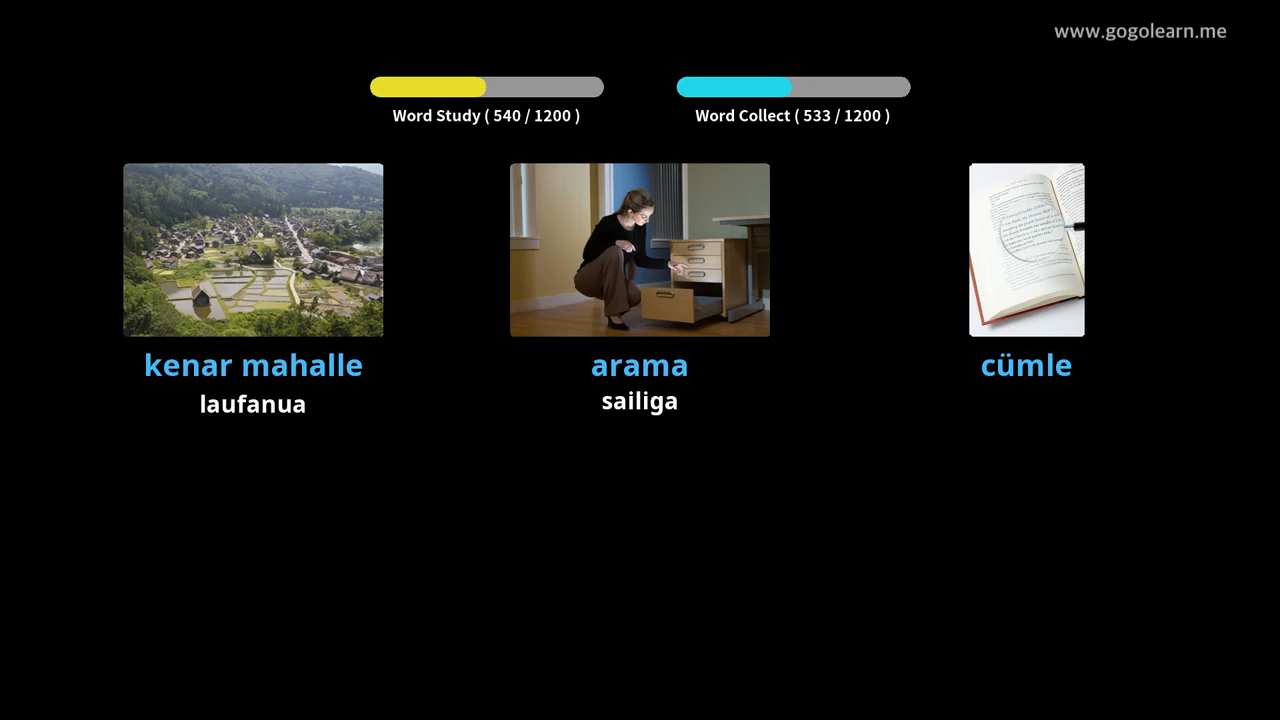 www.gogolearn.me
Word Study ( 540 / 1200 )
Word Collect ( 533 / 1200 )
kenar mahalle
arama
cümle
laufanua
sailiga